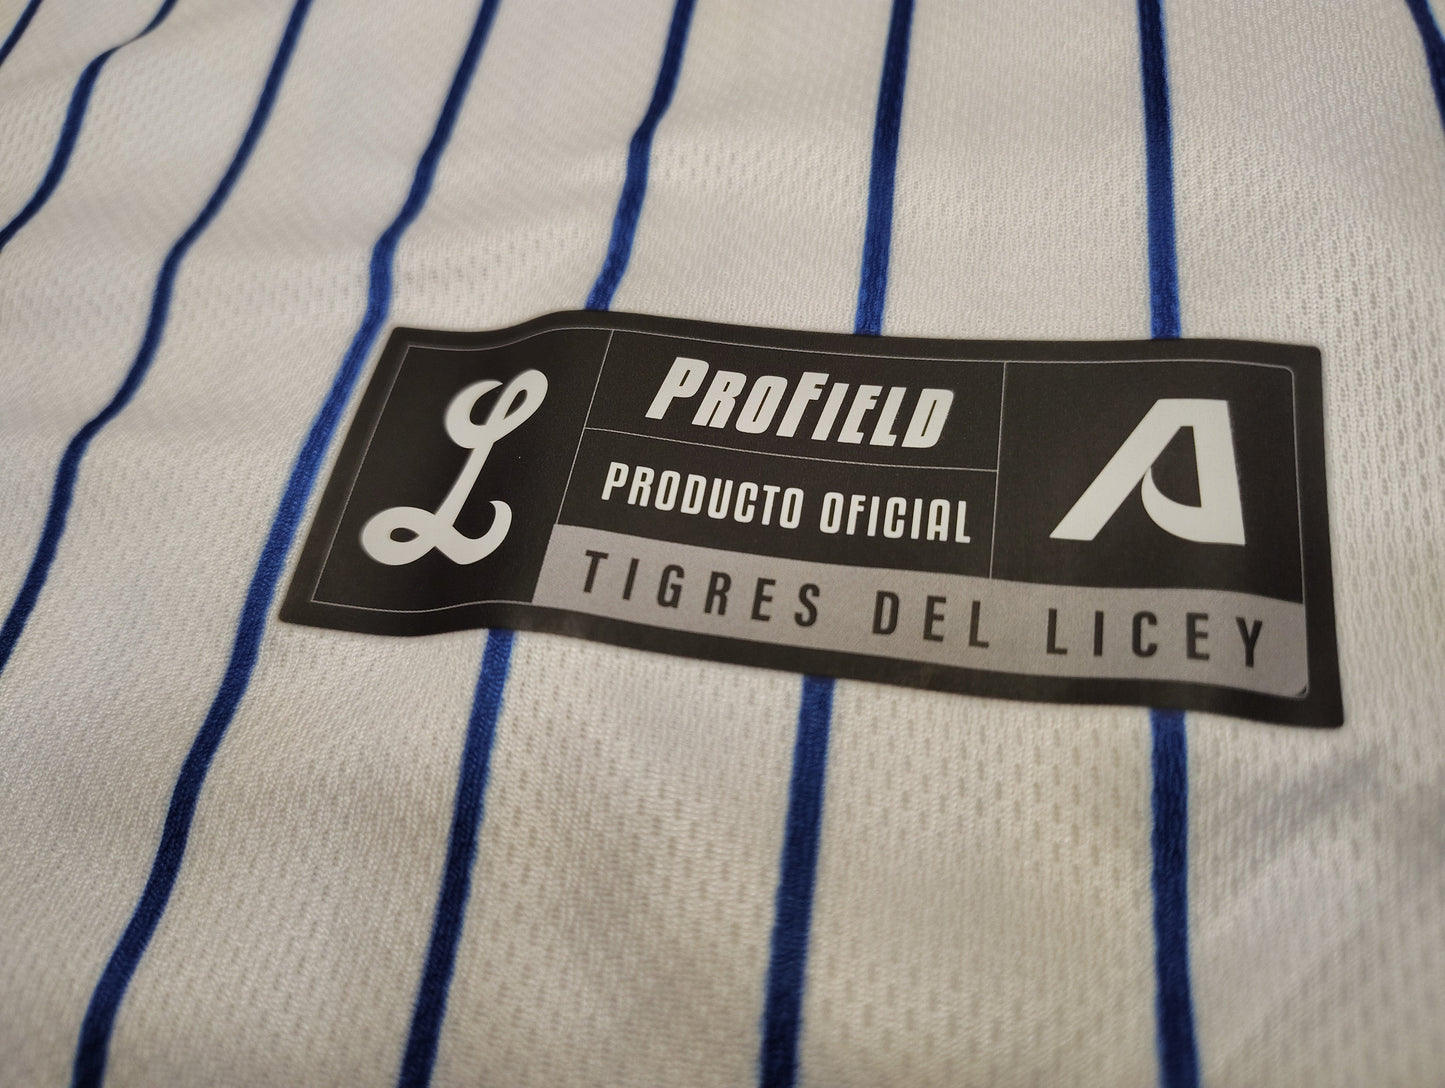 L
PROFIELD
PRODUCTO OFICIAL
TIGRES DEL LICEY
A